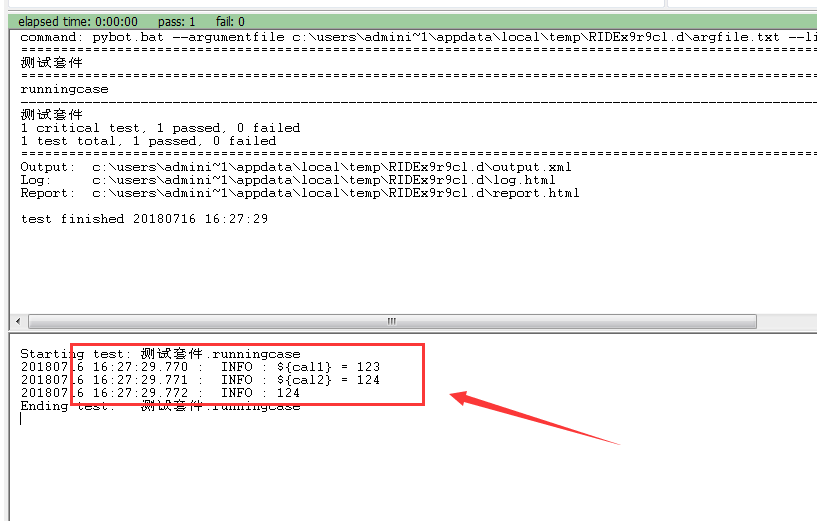 elapsed time: 0:00:00 pass: 1 fail: 0
command: pybot.bat --argumentfile c:\users\admini~1\appdata\local\temp\RIDEx9r9cl.d\argfile.txt --li
==============================================================================
测试套件
==============================================================================
runningcase
------------------------------------------------------------------------------
测试套件
1 critical test, 1 passed, 0 failed
1 test total, 1 passed, 0 failed
==============================================================================
Output: c:\users\admini~1\appdata\local\temp\RIDEx9r9cl.d\output.xml
Log: c:\users\admini~1\appdata\local\temp\RIDEx9r9cl.d\log.html
Report: c:\users\admini~1\appdata\local\temp\RIDEx9r9cl.d\report.html
test finished 20180716 16:27:29
Starting test: 测试套件.runningcase
20180716 16:27:29.770 : INFO : ${cal1} = 123
20180716 16:27:29.771 : INFO : ${cal2} = 124
20180716 16:27:29.772 : INFO : 124
Ending test: 测试套件.runningcase